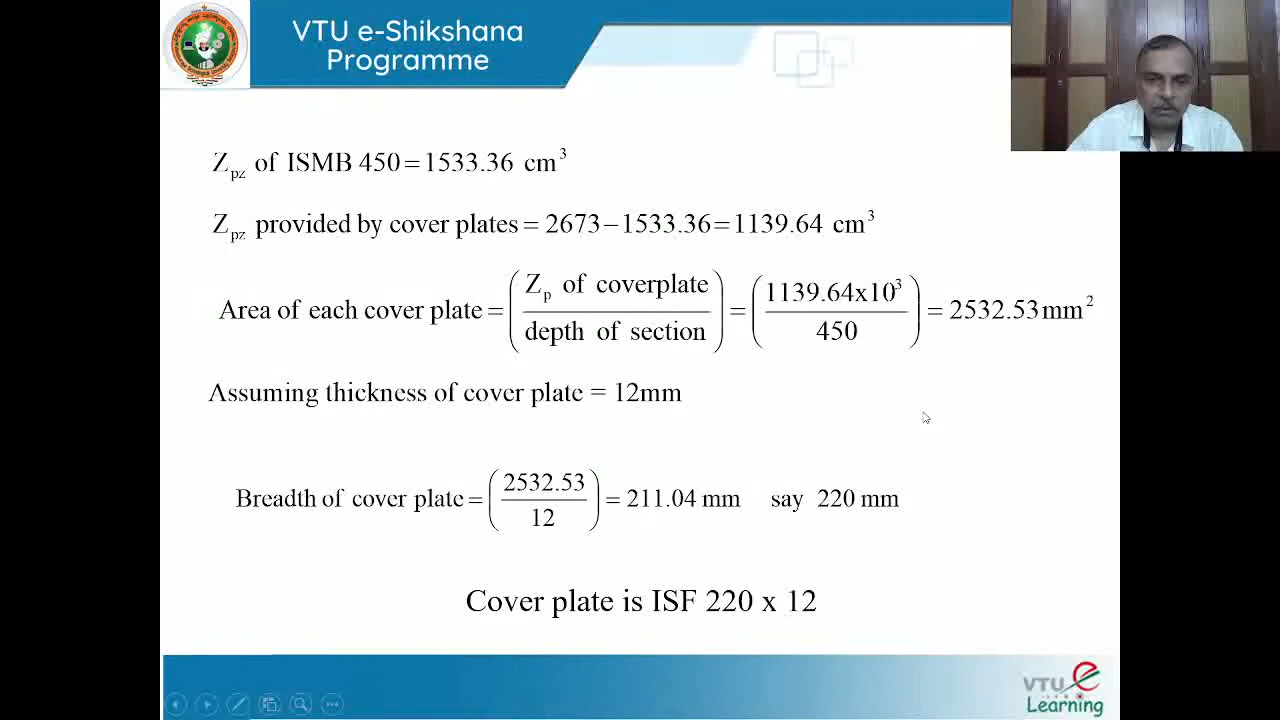 VTU e-Shikshana
Programme
Z_pz of ISMB 450 = 1533.36 cm³
Z_pz provided by cover plates = 2673 − 1533.36 = 1139.64 cm³
Area of each cover plate = (Z_p of coverplate / depth of section) = (1139.64x10³ / 450) = 2532.53 mm²
Assuming thickness of cover plate = 12mm
Breadth of cover plate = (2532.53 / 12) = 211.04 mm say 220 mm
Cover plate is ISF 220 x 12
VTU e
Learning